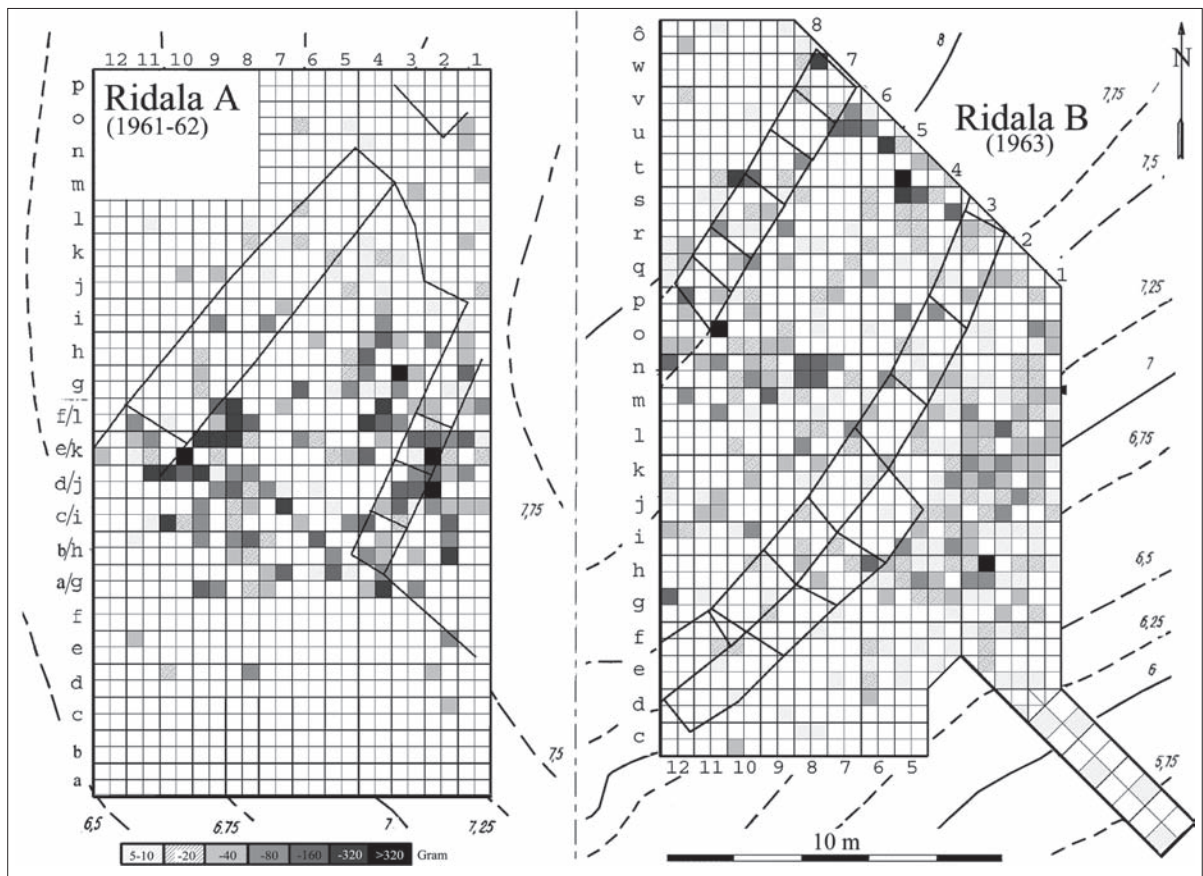 12 11 10 9 8 7 6 5 4 3 2 1
Ridala A
(1961-62)
p
o
n
m
l
k
j
i
h
g
f/l
e/k
d/j
c/i
b/h
a/g
f
e
d
c
b
a
6,5
6.75
7
7,25
7,5
7,75
5-10 -20 -40 -80 -160 -320 >320 Gram
Ridala B
(1963)
N
8
7
6
5
4
3
2
1
ô
w
v
u
t
s
r
q
p
o
n
m
l
k
j
i
h
g
f
e
d
c
12 11 10 9 8 7 6 5
8
7,75
7,5
7,25
7
6,75
6,5
6,25
6
5,75
10 m